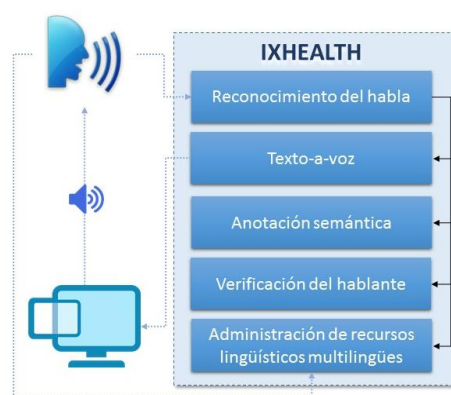 IXHEALTH
Reconocimiento del habla
Texto-a-voz
Anotación semántica
Verificación del hablante
Administración de recursos
lingüísticos multilingües